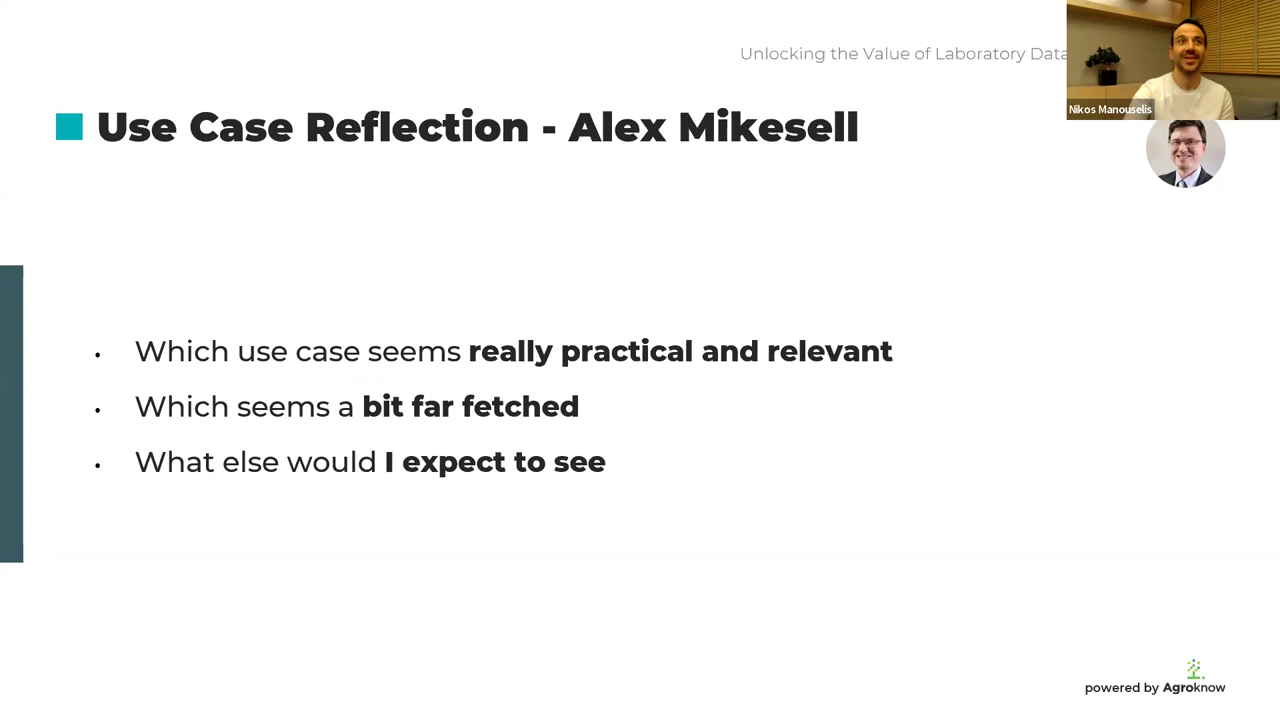 Unlocking the Value of Laboratory Data
Nikos Manouselis
Use Case Reflection - Alex Mikesell
• Which use case seems really practical and relevant
• Which seems a bit far fetched
• What else would I expect to see
powered by Agroknow